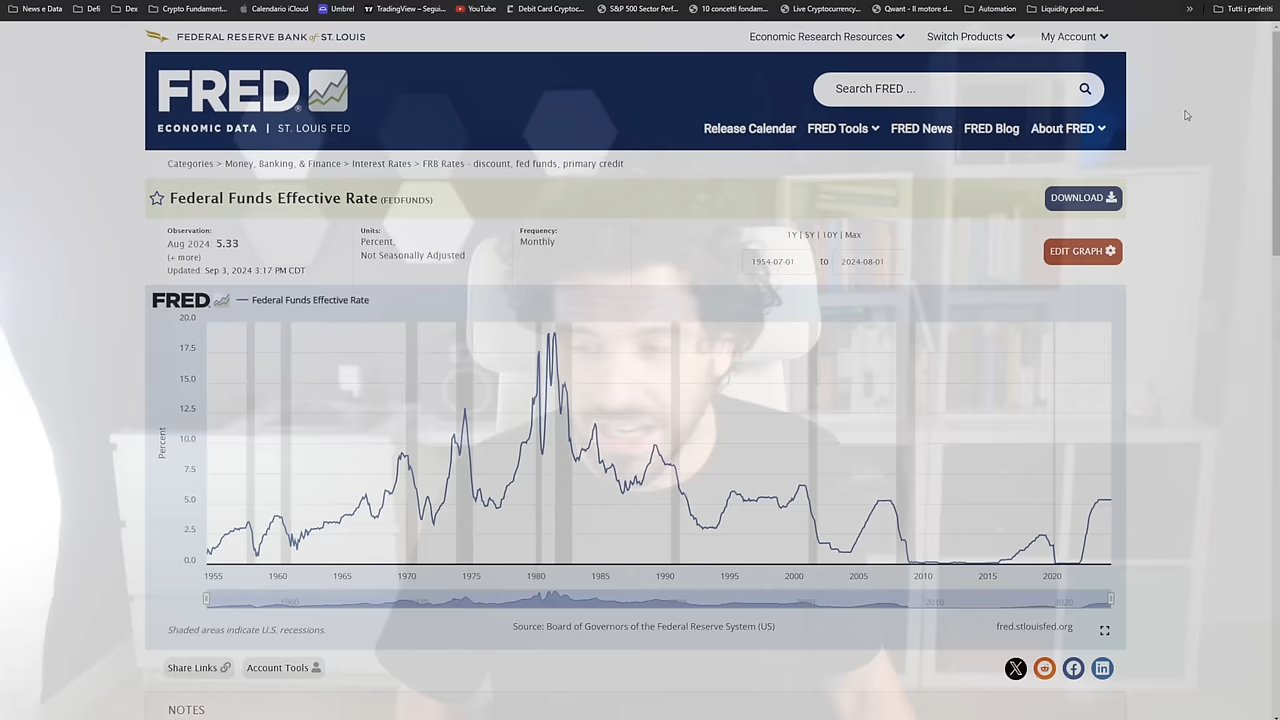 News e Data Defi Dex Crypto Fundament... Calendario iCloud Umbrel TradingView – Segui... YouTube Debit Card Cryptoc... S&P 500 Sector Perf... 10 concetti fondam... Live Cryptocurrency... Qwant - Il motore d... Automation Liquidity pool and... » Tutti i preferiti
FEDERAL RESERVE BANK of ST. LOUIS Economic Research Resources Switch Products My Account
FRED Search FRED ...
ECONOMIC DATA | ST. LOUIS FED Release Calendar FRED Tools FRED News FRED Blog About FRED
Categories > Money, Banking, & Finance > Interest Rates > FRB Rates - discount, fed funds, primary credit
Federal Funds Effective Rate (FEDFUNDS) DOWNLOAD
Observation: Units: Frequency: 1Y | 5Y | 10Y | Max
Aug 2024: 5.33 Percent, Monthly EDIT GRAPH
(+ more) Not Seasonally Adjusted 1954-07-01 to 2024-08-01
Updated: Sep 3, 2024 3:17 PM CDT
FRED — Federal Funds Effective Rate
20.0
17.5
15.0
12.5
10.0
7.5
5.0
2.5
0.0
Percent
1955 1960 1965 1970 1975 1980 1985 1990 1995 2000 2005 2010 2015 2020
1960 1970 1980 1990 2000 2010 2020
Shaded areas indicate U.S. recessions. Source: Board of Governors of the Federal Reserve System (US) fred.stlouisfed.org
Share Links Account Tools
NOTES